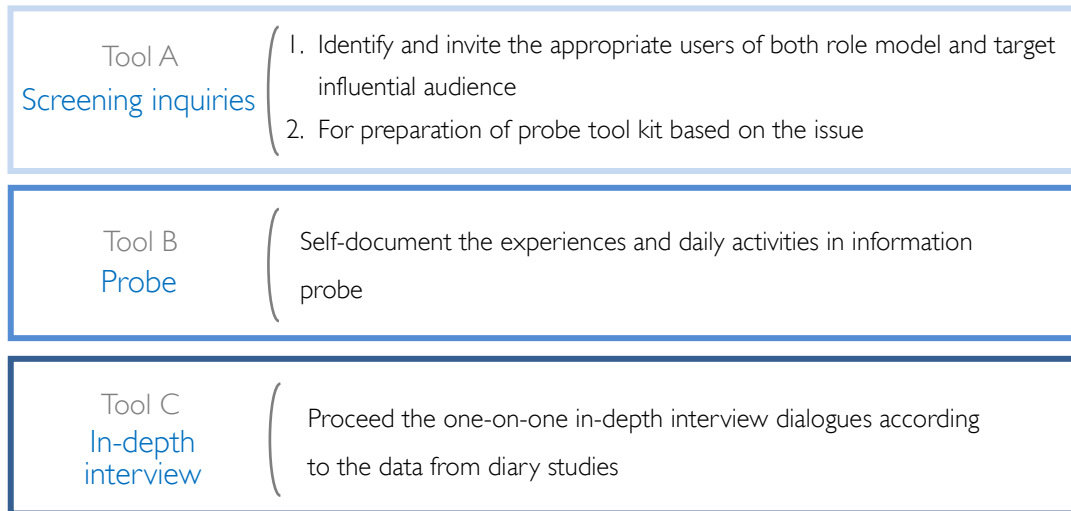 Tool A
Screening inquiries
1. Identify and invite the appropriate users of both role model and target
influential audience
2. For preparation of probe tool kit based on the issue
Tool B
Probe
Self-document the experiences and daily activities in information
probe
Tool C
In-depth
interview
Proceed the one-on-one in-depth interview dialogues according
to the data from diary studies